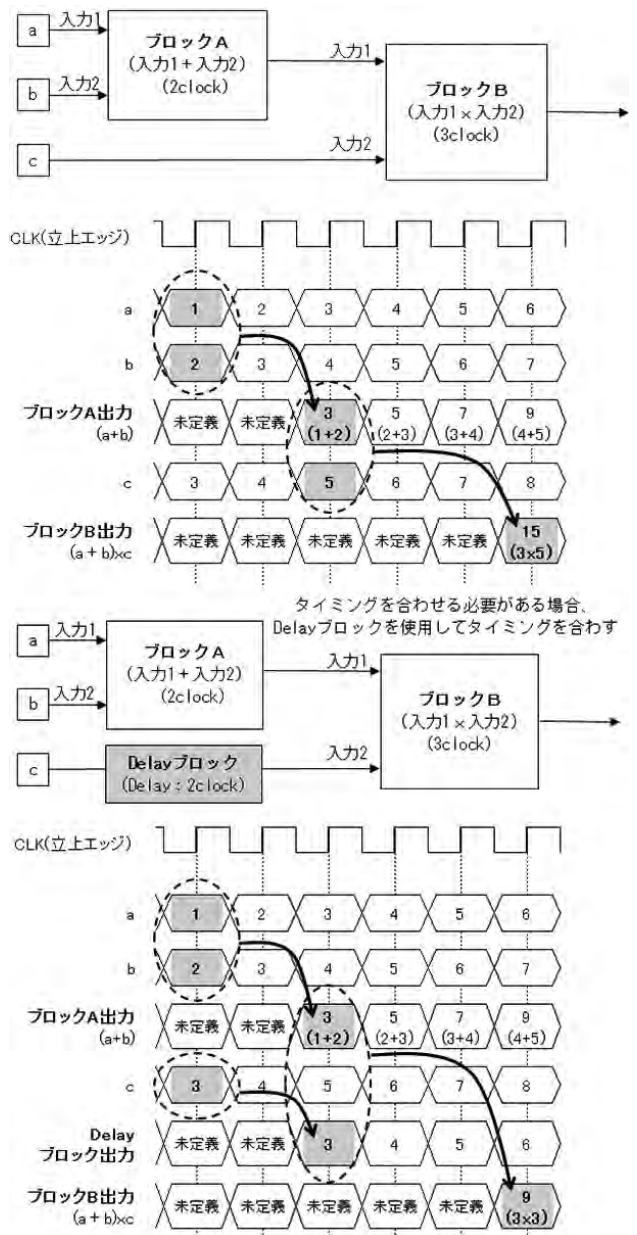 a
入力1
b
入力2
c
ブロックA
(入力1+入力2)
(2clock)
入力1
入力2
ブロックB
(入力1×入力2)
(3clock)
CLK(立上エッジ)
a 1 2 3 4 5 6
b 2 3 4 5 6 7
ブロックA出力
(a+b)
未定義 未定義 3 5 7 9
(1+2) (2+3) (3+4) (4+5)
c 3 4 5 6 7 8
ブロックB出力
(a+b)×c
未定義 未定義 未定義 未定義 未定義 15
(3×5)
タイミングを合わせる必要がある場合、
Delayブロックを使用してタイミングを合わす
a
入力1
b
入力2
c
ブロックA
(入力1+入力2)
(2clock)
Delayブロック
(Delay:2clock)
入力1
入力2
ブロックB
(入力1×入力2)
(3clock)
CLK(立上エッジ)
a 1 2 3 4 5 6
b 2 3 4 5 6 7
ブロックA出力
(a+b)
未定義 未定義 3 5 7 9
(1+2) (2+3) (3+4) (4+5)
c 3 4 5 6 7 8
Delay
ブロック出力
未定義 未定義 3 4 5 6
ブロックB出力
(a+b)×c
未定義 未定義 未定義 未定義 未定義 9
(3×3)